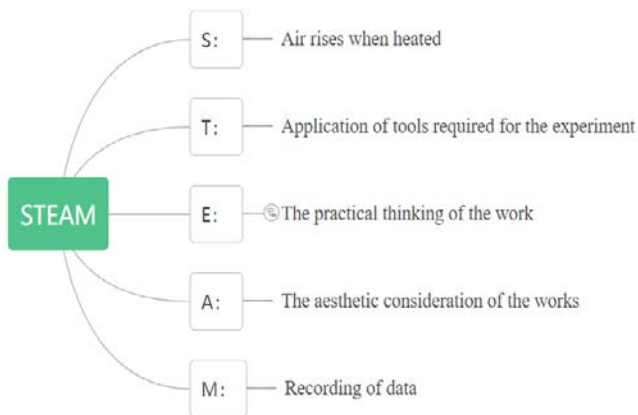 STEAM
S: Air rises when heated
T: Application of tools required for the experiment
E: The practical thinking of the work
A: The aesthetic consideration of the works
M: Recording of data